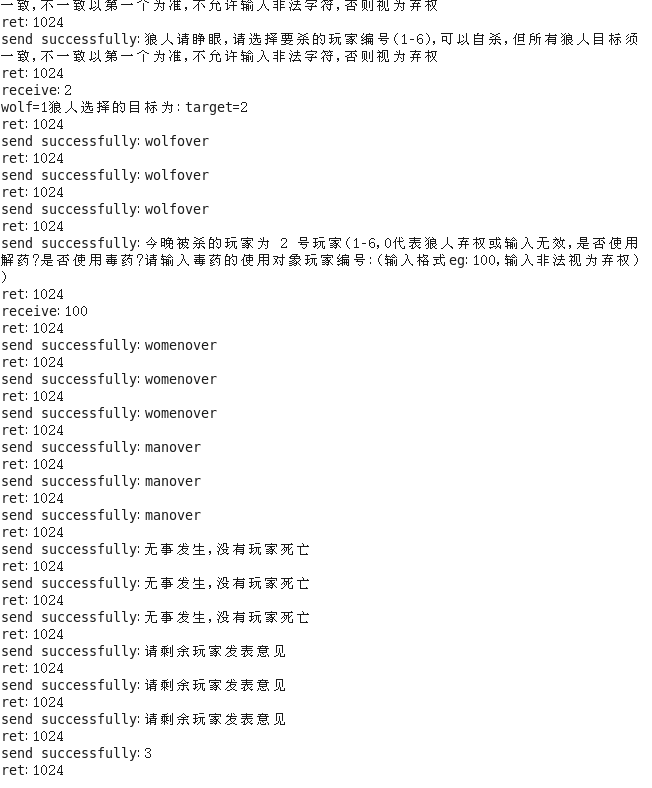 一致,不一致以第一个为准,不允许输入非法字符,否则视为弃权
ret: 1024
send successfully: 狼人请睁眼,请选择要杀的玩家编号(1-6),可以自杀,但所有狼人目标须
一致,不一致以第一个为准,不允许输入非法字符,否则视为弃权
ret: 1024
receive: 2
wolf=1狼人选择的目标为: target=2
ret: 1024
send successfully: wolfover
ret: 1024
send successfully: wolfover
ret: 1024
send successfully: wolfover
ret: 1024
send successfully: 今晚被杀的玩家为 2 号玩家(1-6,0代表狼人弃权或输入无效,是否使用
解药?是否使用毒药?请输入毒药的使用对象玩家编号:(输入格式eg: 100,输入非法视为弃权)
)
ret: 1024
receive: 100
ret: 1024
send successfully: womenover
ret: 1024
send successfully: womenover
ret: 1024
send successfully: womenover
ret: 1024
send successfully: manover
ret: 1024
send successfully: manover
ret: 1024
send successfully: manover
ret: 1024
send successfully: 无事发生,没有玩家死亡
ret: 1024
send successfully: 无事发生,没有玩家死亡
ret: 1024
send successfully: 无事发生,没有玩家死亡
ret: 1024
send successfully: 请剩余玩家发表意见
ret: 1024
send successfully: 请剩余玩家发表意见
ret: 1024
send successfully: 请剩余玩家发表意见
ret: 1024
send successfully: 3
ret: 1024